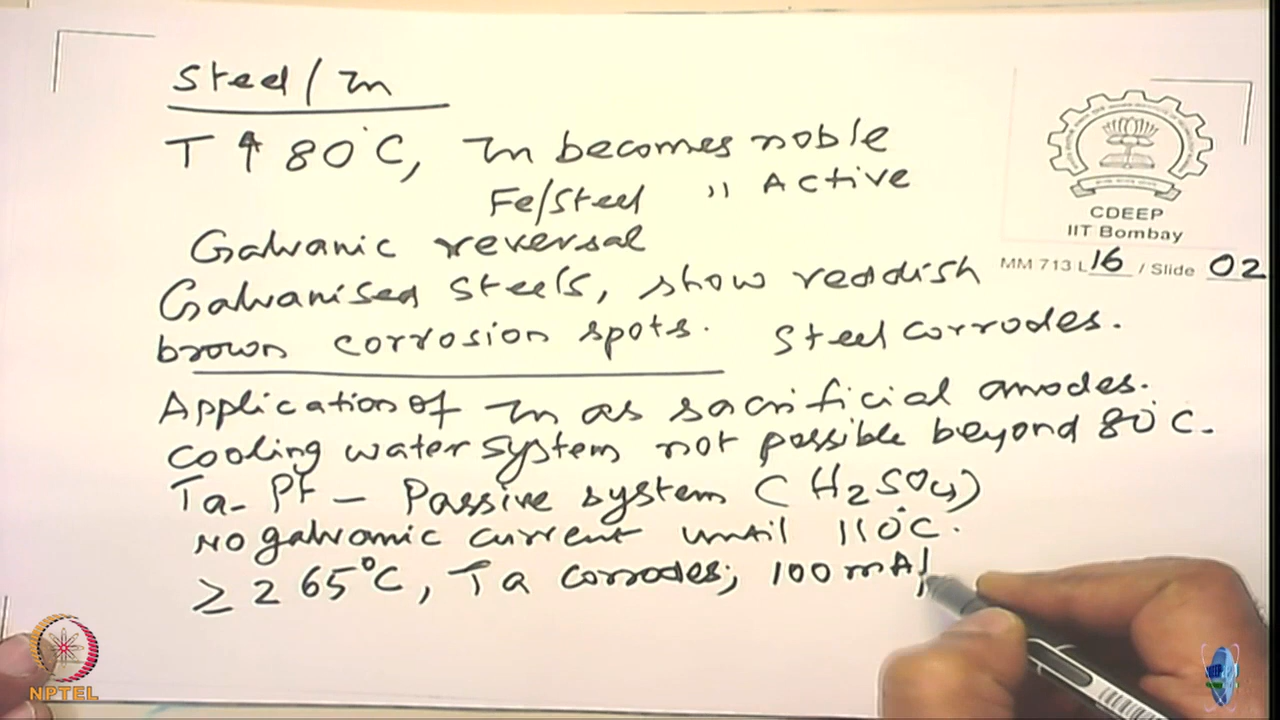 Steel / Zn
T ↑ 80°C, Zn becomes noble
Fe/Steel " Active
Galvanic reversal
Galvanised steels, show reddish
brown corrosion spots. Steel corrodes.
Application of Zn as sacrificial anodes.
cooling water system not possible beyond 80°C.
Ta-Pt – Passive system (H2SO4)
No galvanic current until 110°C.
≥ 265°C, Ta corrodes; 100 mA/
CDEEP
IIT Bombay
MM 713 L 16 / Slide 02
NPTEL